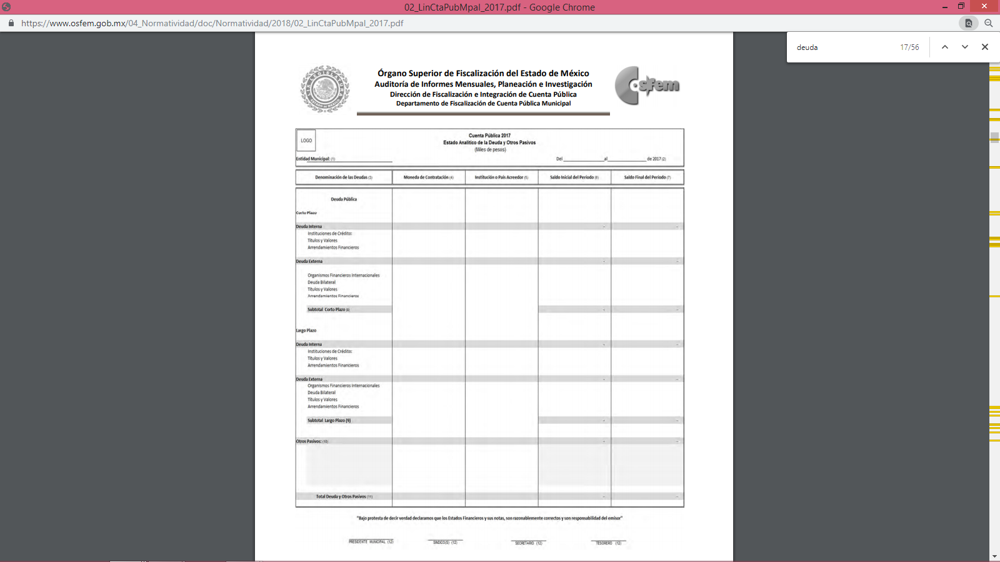 02_LinCtaPubMpal_2017.pdf - Google Chrome
https://www.osfem.gob.mx/04_Normatividad/doc/Normatividad/2018/02_LinCtaPubMpal_2017.pdf
deuda 17/56
Órgano Superior de Fiscalización del Estado de México
Auditoría de Informes Mensuales, Planeación e Investigación
Dirección de Fiscalización e Integración de Cuenta Pública
Departamento de Fiscalización de Cuenta Pública Municipal
osfem
LOGO
Cuenta Pública 2017
Estado Analítico de la Deuda y Otros Pasivos
(Miles de pesos)
Entidad Municipal: (1) Del al de 2017 (2)
Denominación de las Deudas (3) Moneda de Contratación (4) Institución o País Acreedor (5) Saldo Inicial del Periodo (6) Saldo Final del Periodo (7)
Deuda Pública
Corto Plazo
Deuda Interna - -
Instituciones de Crédito:
Títulos y Valores
Arrendamientos Financieros
Deuda Externa - -
Organismos Financieros Internacionales
Deuda Bilateral
Títulos y Valores
Arrendamientos Financieros
Subtotal Corto Plazo (8) - -
Largo Plazo
Deuda Interna - -
Instituciones de Crédito:
Títulos y Valores
Arrendamientos Financieros
Deuda Externa - -
Organismos Financieros Internacionales
Deuda Bilateral
Títulos y Valores
Arrendamientos Financieros
Subtotal Largo Plazo (9) - -
Otros Pasivos: (10) - -
Total Deuda y Otros Pasivos (11) - -
"Bajo protesta de decir verdad declaramos que los Estados Financieros y sus notas, son razonablemente correctos y son responsabilidad del emisor"
PRESIDENTE MUNICIPAL (12) SINDICO(S) (12) SECRETARIO (12) TESORERO (12)